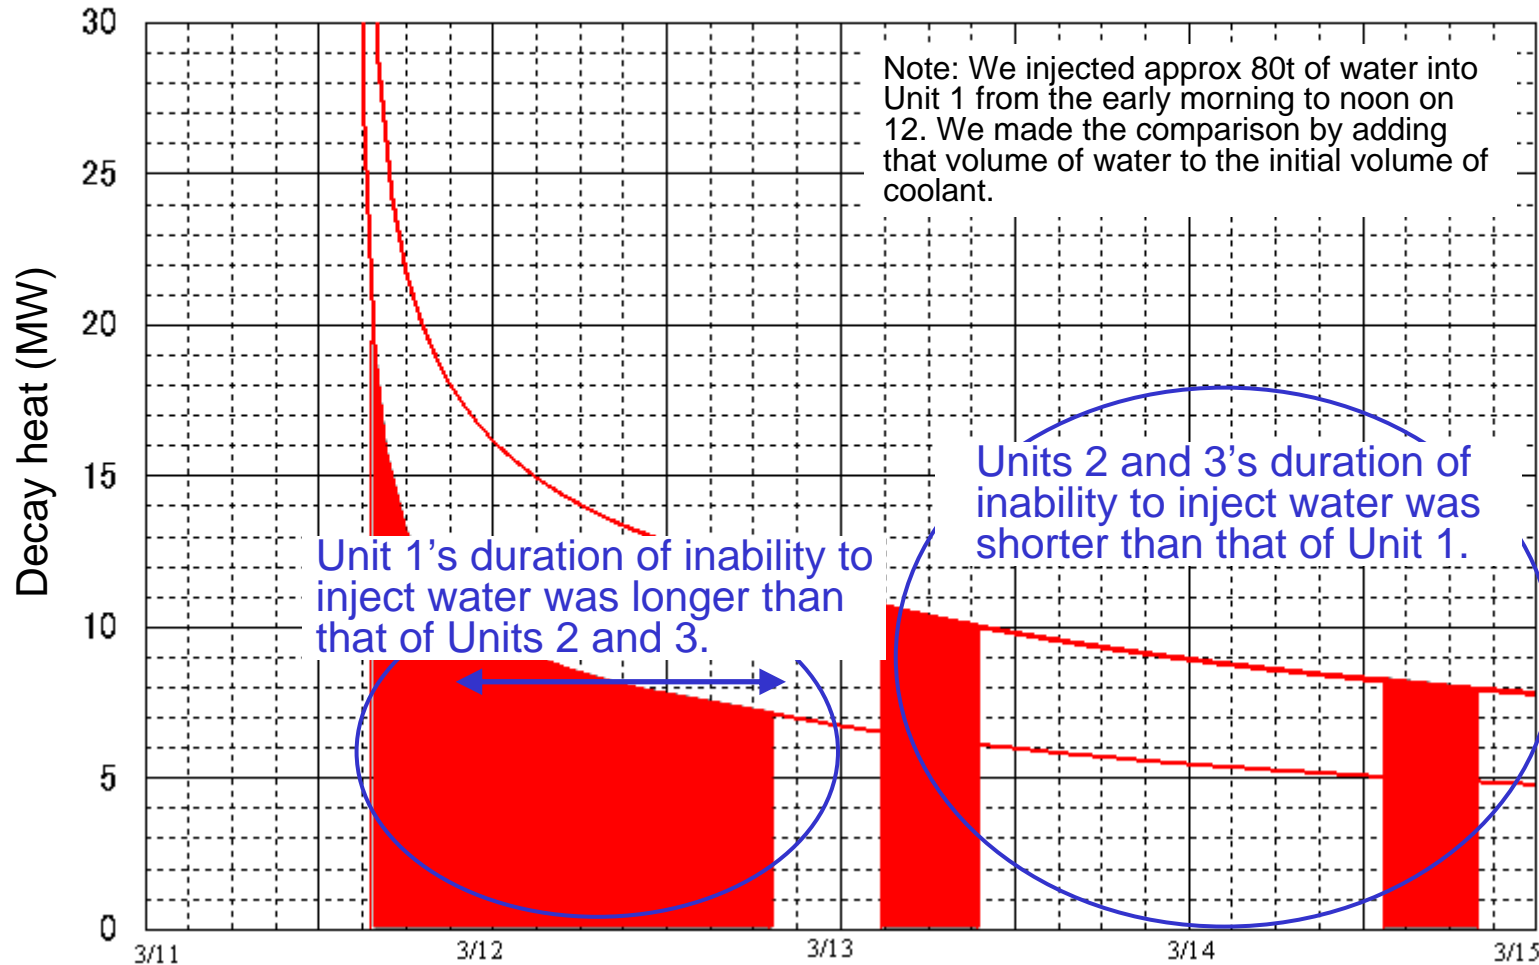 30
25
20
15
10
5
0
Decay heat (MW)
Note: We injected approx 80t of water into
Unit 1 from the early morning to noon on
12. We made the comparison by adding
that volume of water to the initial volume of
coolant.
Unit 1’s duration of inability to
inject water was longer than
that of Units 2 and 3.
Units 2 and 3’s duration of
inability to inject water was
shorter than that of Unit 1.
3/11
3/12
3/13
3/14
3/15